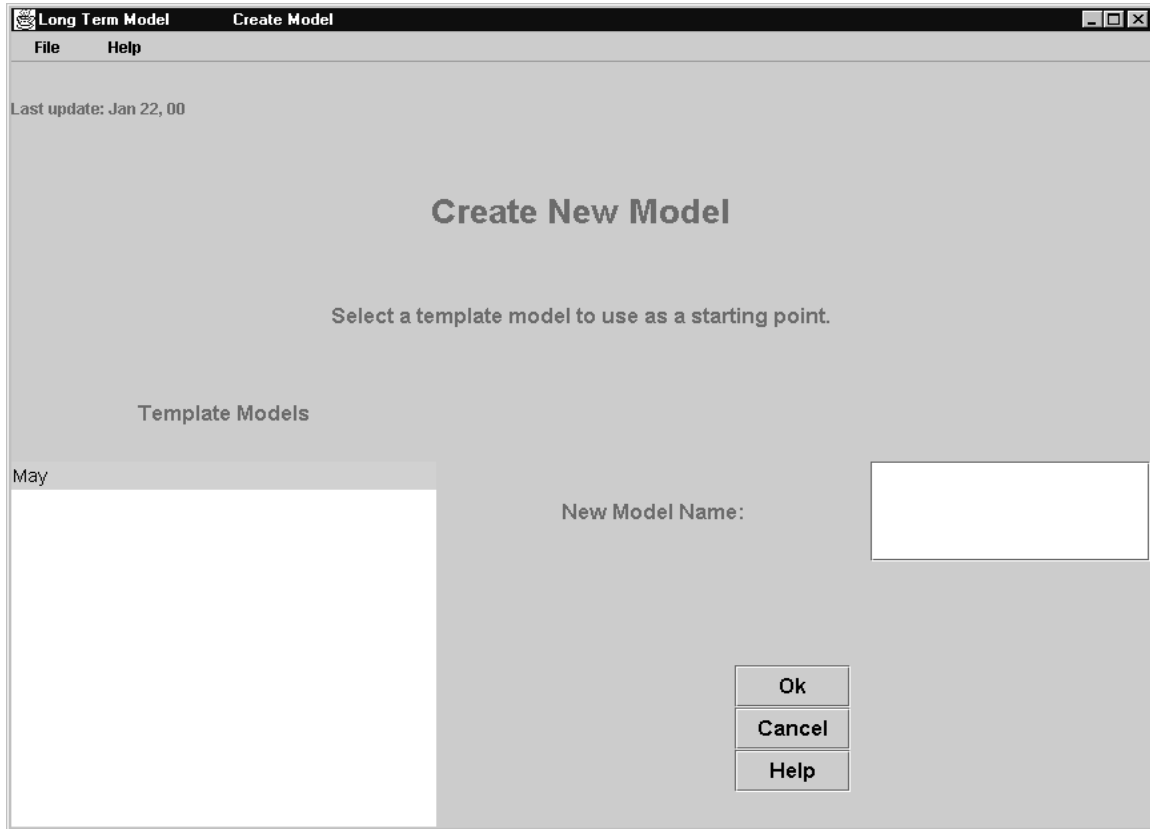 Long Term Model Create Model
File Help
Last update: Jan 22, 00
Create New Model
Select a template model to use as a starting point.
Template Models
May
New Model Name:
Ok
Cancel
Help